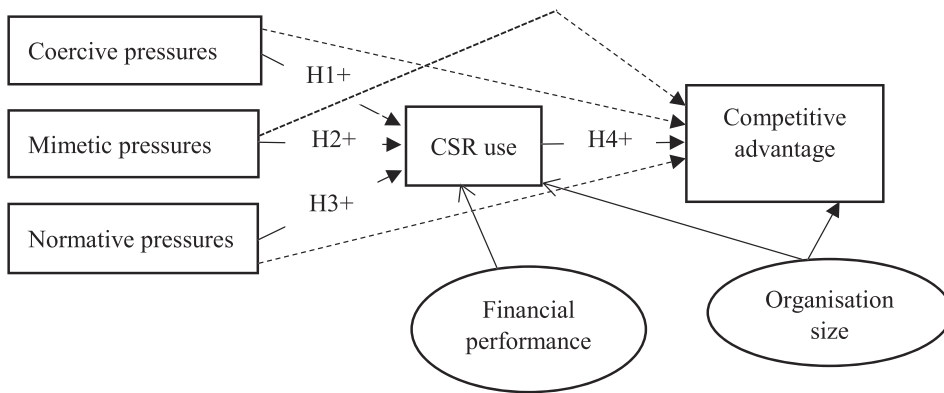 Coercive pressures
H1+
Mimetic pressures
H2+
CSR use
H4+
Competitive
advantage
Normative pressures
H3+
Financial
performance
Organisation
size